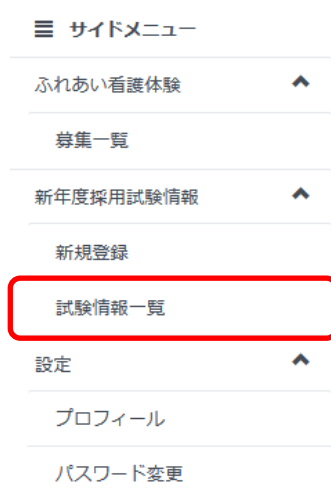 サイドメニュー
ふれあい看護体験
募集一覧
新年度採用試験情報
新規登録
試験情報一覧
設定
プロフィール
パスワード変更